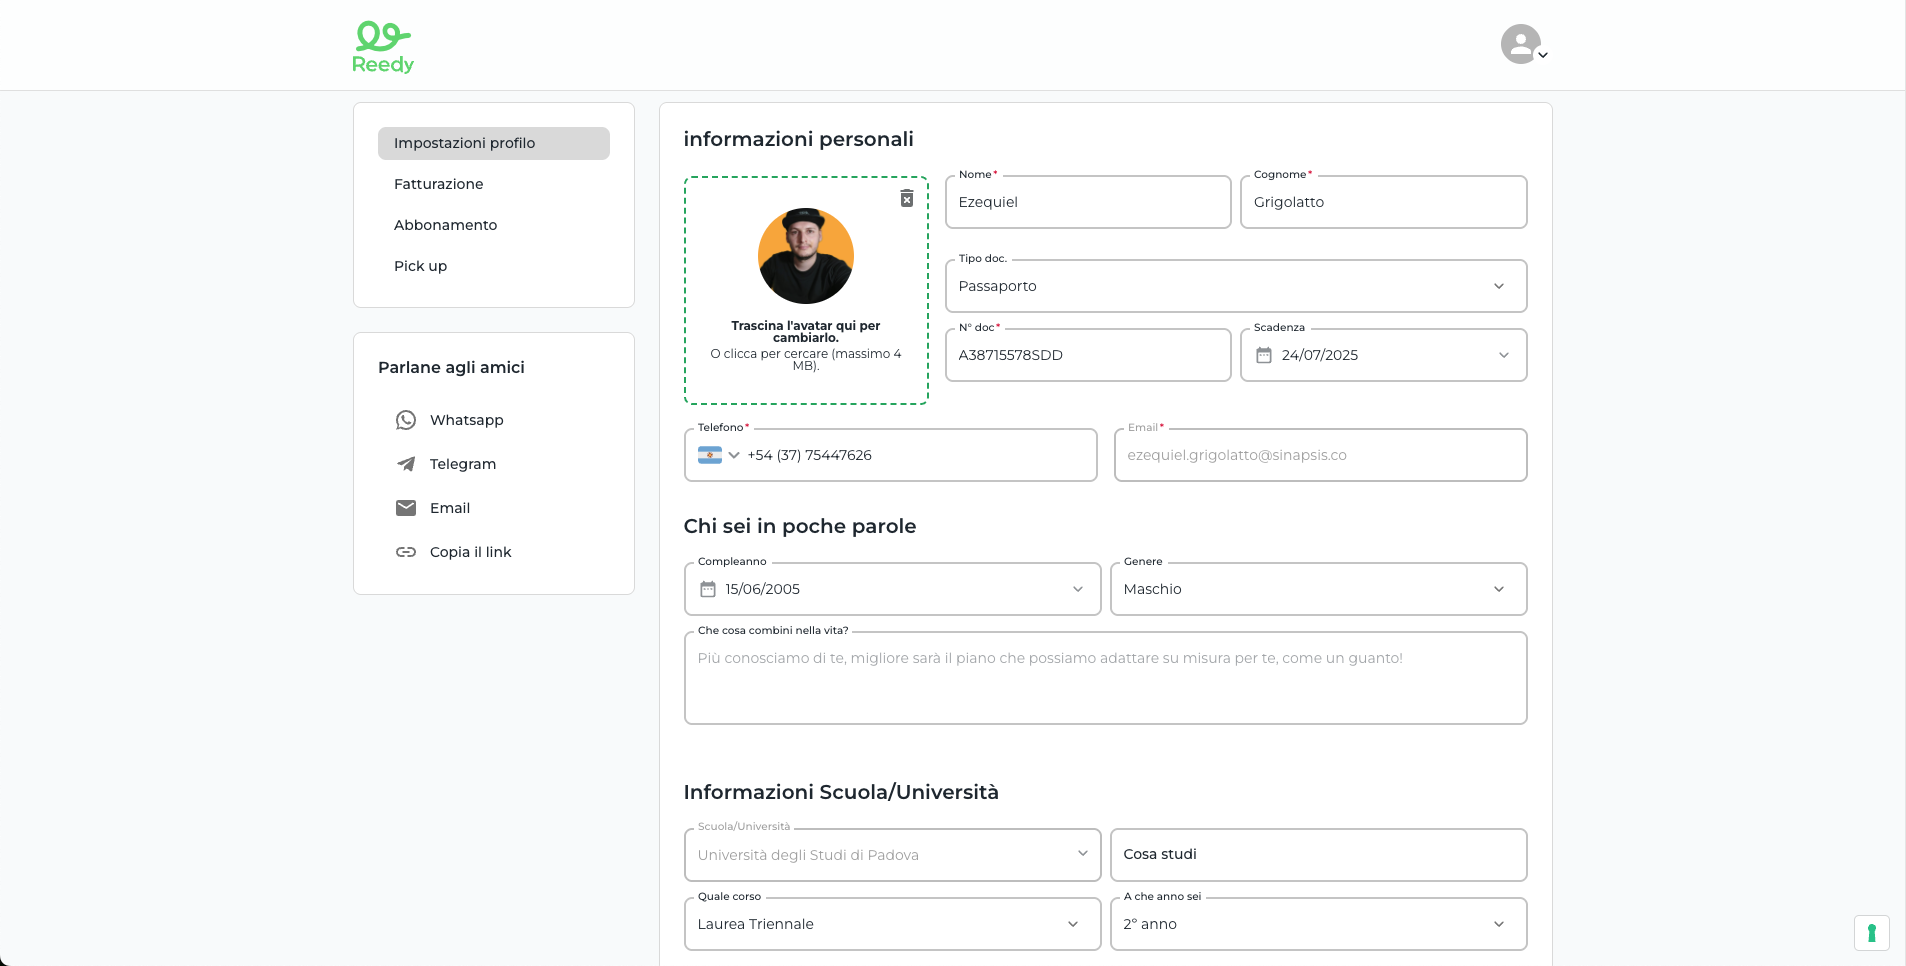 Reedy
Impostazioni profilo
Fatturazione
Abbonamento
Pick up
Parlane agli amici
Whatsapp
Telegram
Email
Copia il link
informazioni personali
Trascina l'avatar qui per
cambiarlo.
O clicca per cercare (massimo 4
MB).
Nome*
Ezequiel
Cognome*
Grigolatto
Tipo doc.
Passaporto
N° doc*
A38715578SDD
Scadenza
24/07/2025
Telefono*
+54 (37) 75447626
Email*
ezequiel.grigolatto@sinapsis.co
Chi sei in poche parole
Compleanno
15/06/2005
Genere
Maschio
Che cosa combini nella vita?
Più conosciamo di te, migliore sarà il piano che possiamo adattare su misura per te, come un guanto!
Informazioni Scuola/Università
Scuola/Università
Università degli Studi di Padova
Cosa studi
Quale corso
Laurea Triennale
A che anno sei
2º anno